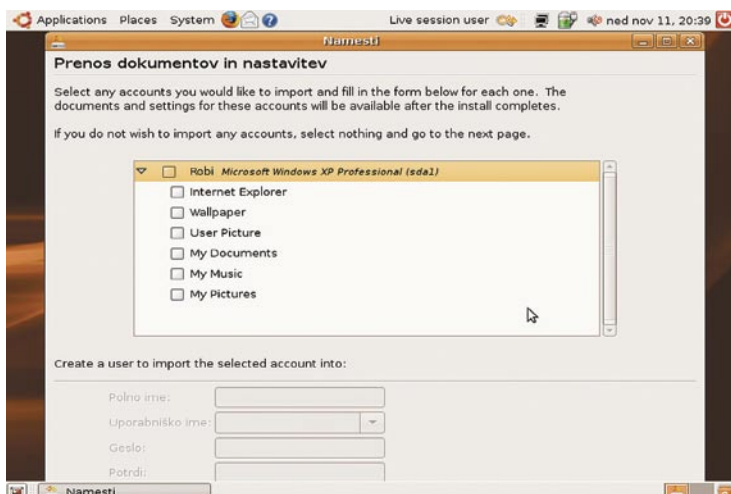 Applications Places System Live session user ned nov 11, 20:39
Namesti
Prenos dokumentov in nastavitev
Select any accounts you would like to import and fill in the form below for each one. The
documents and settings for these accounts will be available after the install completes.
If you do not wish to import any accounts, select nothing and go to the next page.
Robi Microsoft Windows XP Professional (sda1)
Internet Explorer
Wallpaper
User Picture
My Documents
My Music
My Pictures
Create a user to import the selected account into:
Polno ime:
Uporabniško ime:
Geslo:
Potrdi:
Namesti